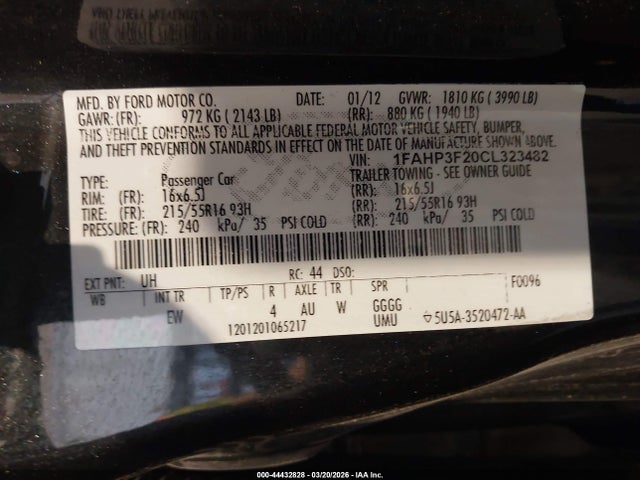 MFD. BY FORD MOTOR CO. DATE: 01/12 GVWR: 1810 KG ( 3990 LB)
GAWR: (FR): 972 KG ( 2143 LB) (RR): 880 KG ( 1940 LB)
THIS VEHICLE CONFORMS TO ALL APPLICABLE FEDERAL MOTOR VEHICLE SAFETY, BUMPER,
AND THEFT PREVENTION STANDARDS IN EFFECT ON THE DATE OF MANUFACTURE SHOWN ABOVE.
VIN: 1FAHP3F20CL323482
TYPE: Passenger Car TRAILER TOWING - SEE OWNER GUIDE
RIM: (FR): 16x6.5J (RR): 16x6.5J
TIRE: (FR): 215/55R16 93H (RR): 215/55R16 93H
PRESSURE: (FR): 240 kPa/ 35 PSI COLD (RR): 240 kPa/ 35 PSI COLD
EXT PNT: UH RC: 44 DSO: F0096
WB INT TR TP/PS R AXLE TR SPR
EW 4 AU W GGGG
1201201065217 UMU 5U5A-3520472-AA
000-44432828 - 03/20/2026 - IAA Inc.